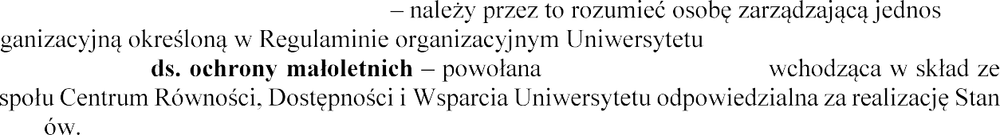 – należy przez to rozumieć osobę zarządzającą jednos
ganizacyjną określoną w Regulaminie organizacyjnym Uniwersytetu
ds. ochrony małoletnich – powołana wchodząca w skład ze
społu Centrum Równości, Dostępności i Wsparcia Uniwersytetu odpowiedzialna za realizację Stan
ów.